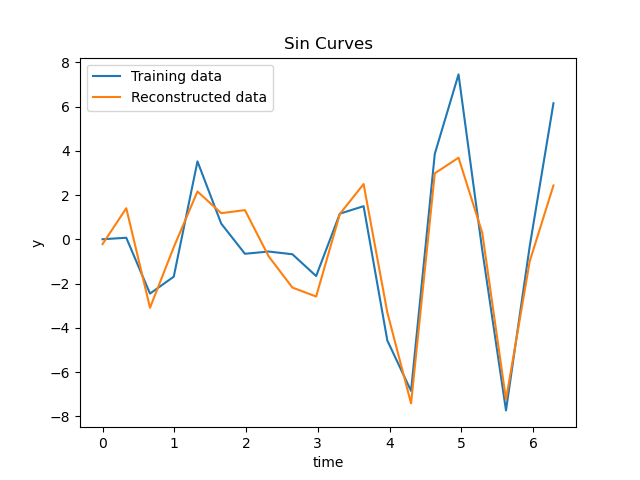 Sin Curves
Training data
Reconstructed data
8
6
4
2
0
−2
−4
−6
−8
y
0 1 2 3 4 5 6
time